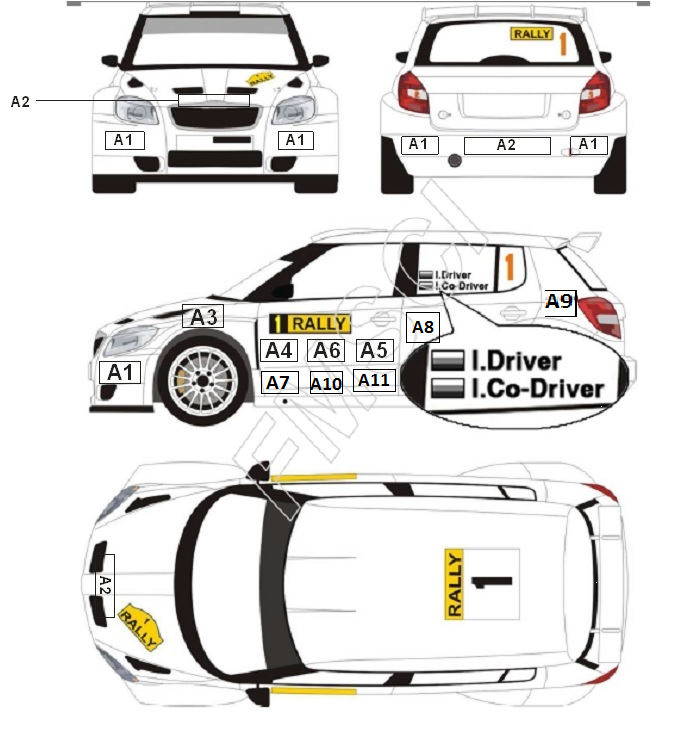 RALLY
RALLY 1
A2
A1 A1
A1 A2 A1
1
I.Driver
I.Co-Driver
A3
1 RALLY
A9
A8
A4 A6 A5
A1
A7 A10 A11
I.Driver
I.Co-Driver
A2
RALLY 1
1
RALLY